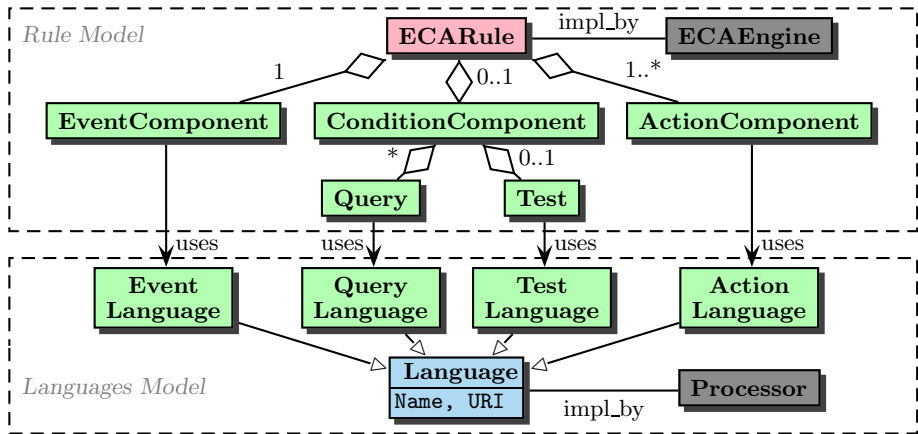 Rule Model
ECARule
impl_by
ECAEngine
1
0..1
1..*
EventComponent
ConditionComponent
ActionComponent
*
0..1
Query
Test
uses
uses
uses
uses
Event
Language
Query
Language
Test
Language
Action
Language
Languages Model
Language
Name, URI
impl_by
Processor